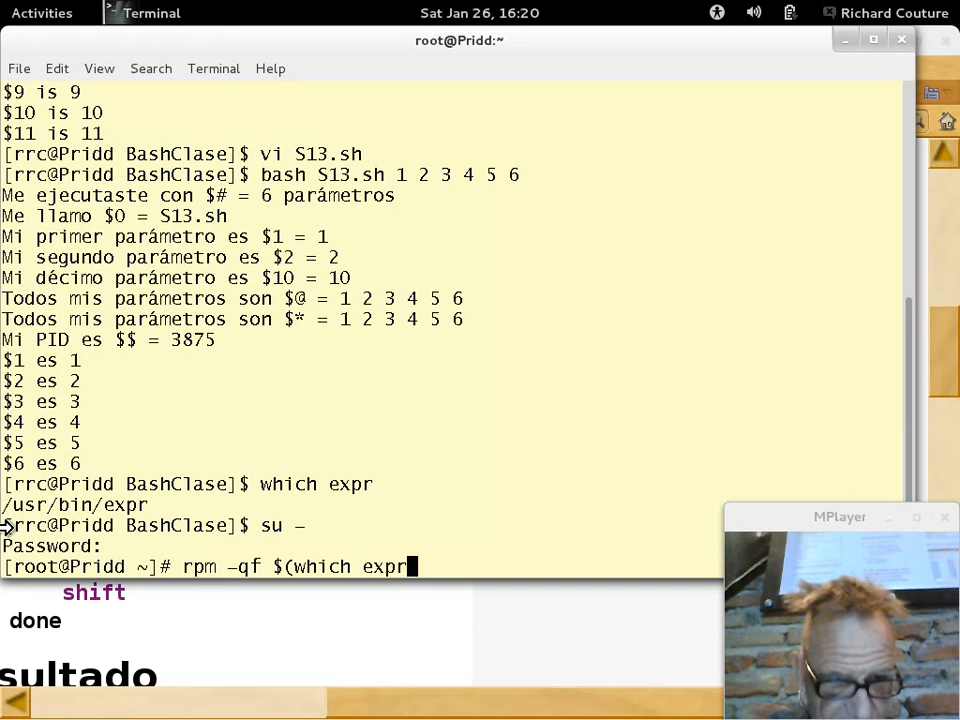 Activities Terminal Sat Jan 26, 16:20 Richard Couture
root@Pridd:~
File Edit View Search Terminal Help
$9 is 9
$10 is 10
$11 is 11
[rrc@Pridd BashClase]$ vi S13.sh
[rrc@Pridd BashClase]$ bash S13.sh 1 2 3 4 5 6
Me ejecutaste con $# = 6 parámetros
Me llamo $0 = S13.sh
Mi primer parámetro es $1 = 1
Mi segundo parámetro es $2 = 2
Mi décimo parámetro es $10 = 10
Todos mis parámetros son $@ = 1 2 3 4 5 6
Todos mis parámetros son $* = 1 2 3 4 5 6
Mi PID es $$ = 3875
$1 es 1
$2 es 2
$3 es 3
$4 es 4
$5 es 5
$6 es 6
[rrc@Pridd BashClase]$ which expr
/usr/bin/expr
[rrc@Pridd BashClase]$ su -
Password:
[root@Pridd ~]# rpm -qf $(which expr
MPlayer
shift
done
sultado